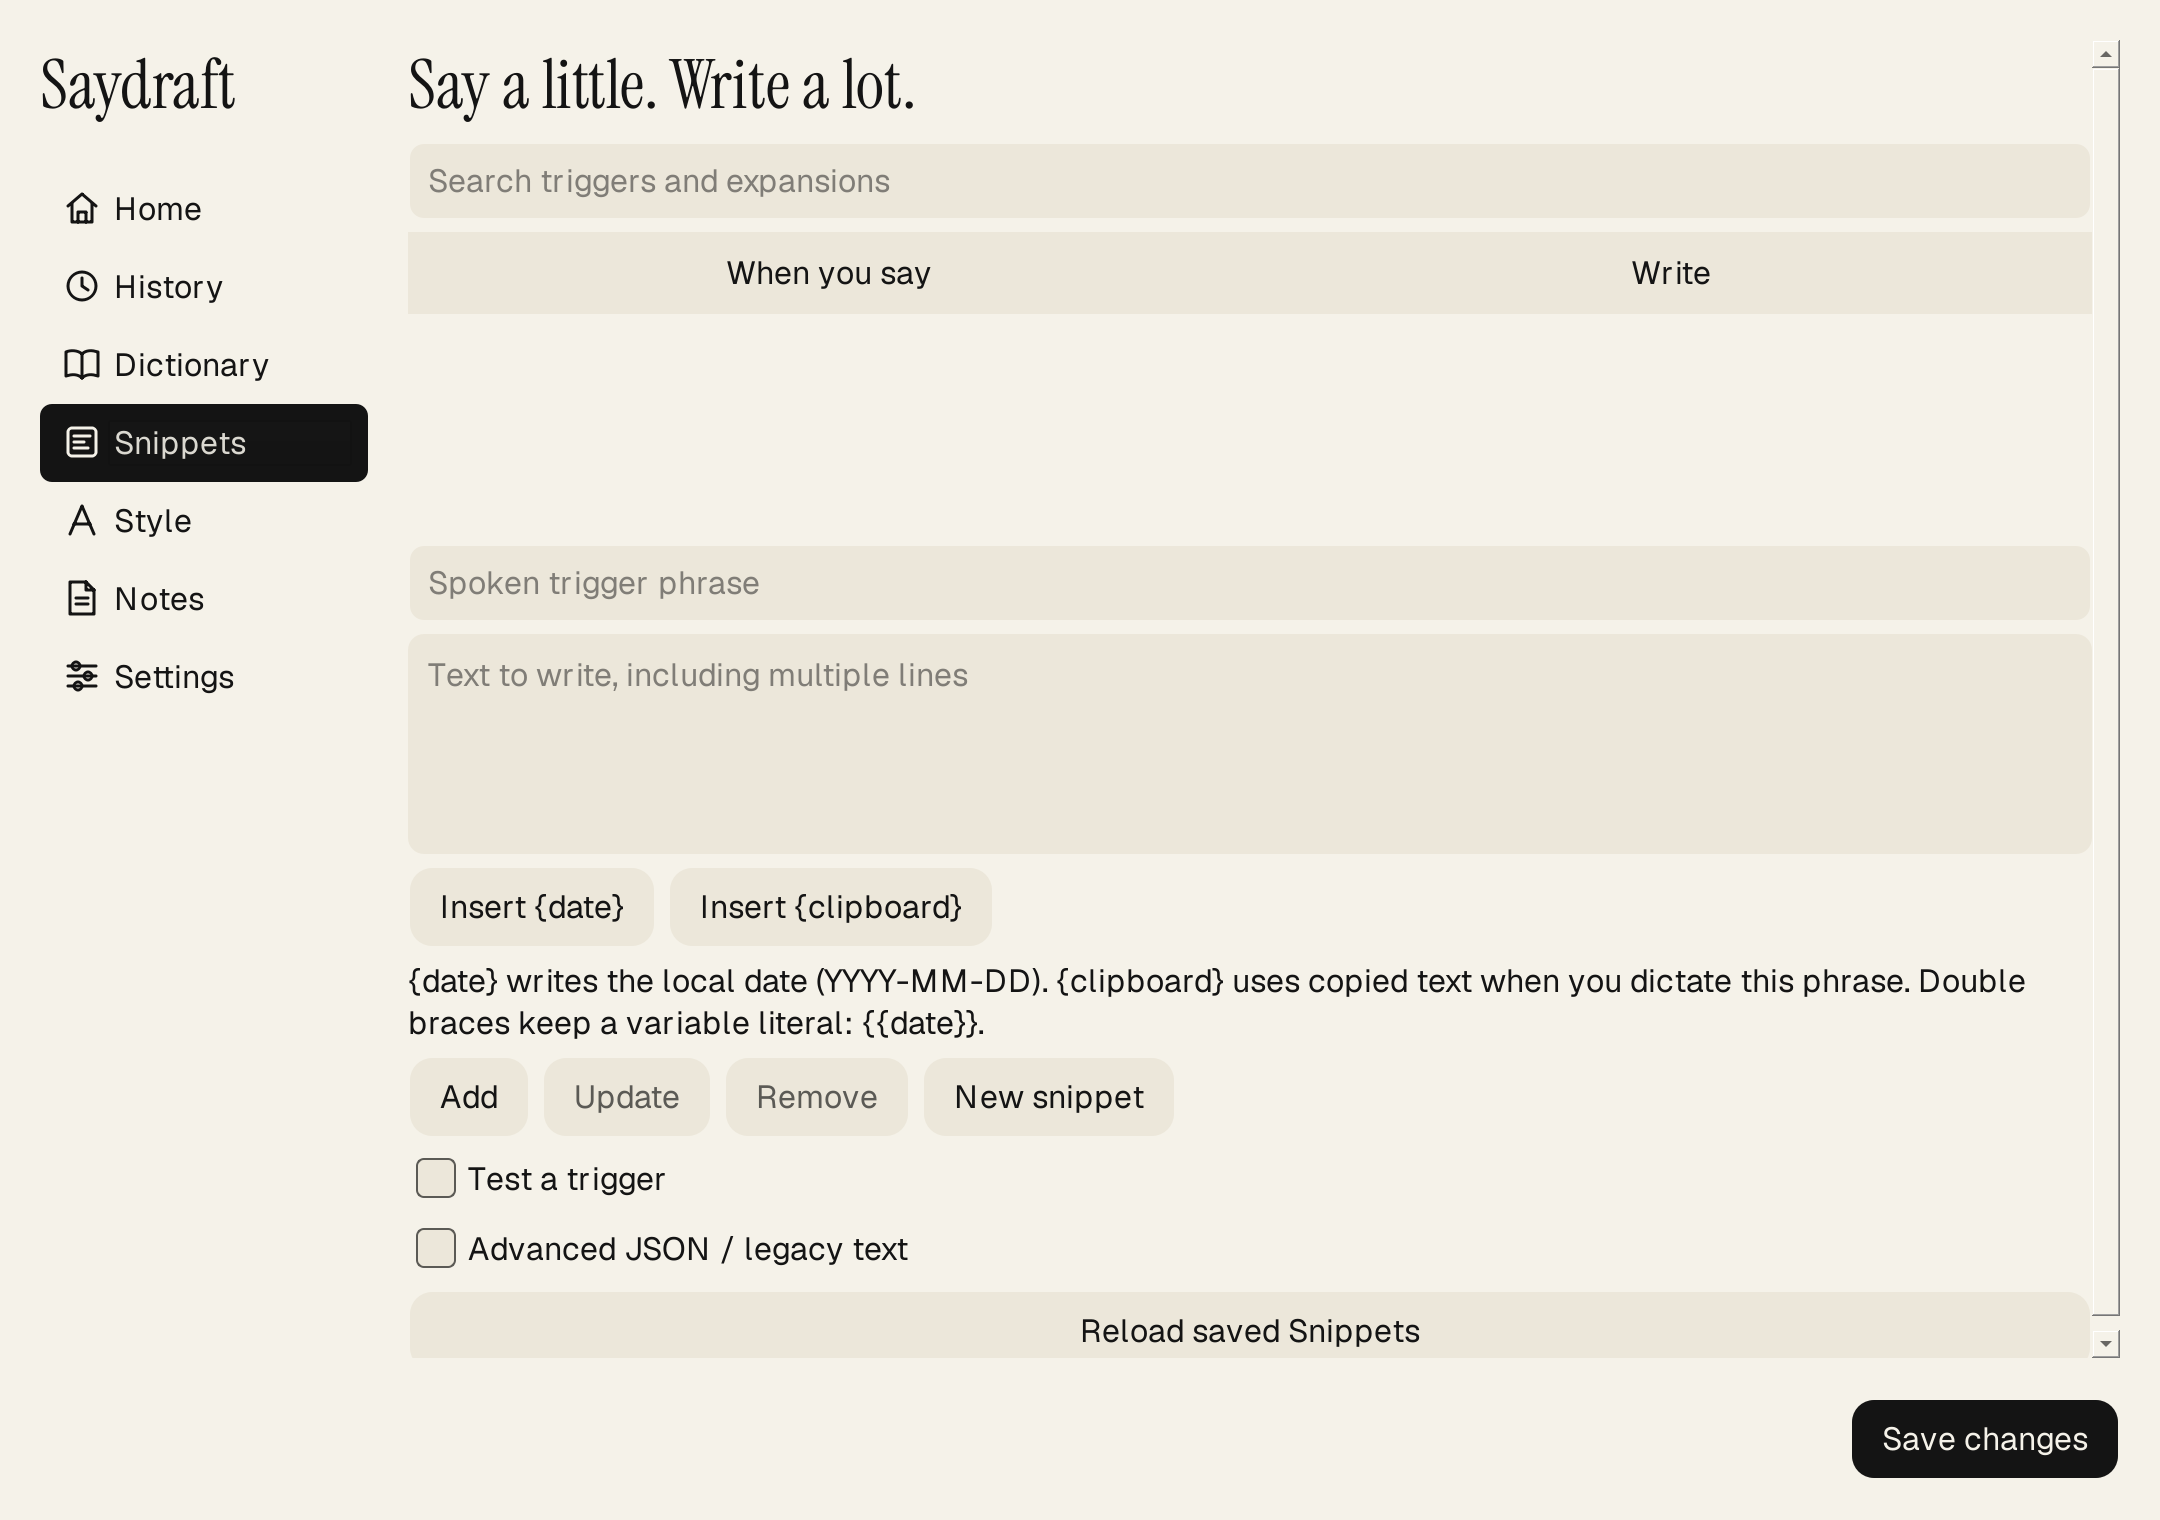 Saydraft
Home
History
Dictionary
Snippets
Style
Notes
Settings
Say a little. Write a lot.
Search triggers and expansions
When you say
Write
Spoken trigger phrase
Text to write, including multiple lines
Insert {date}
Insert {clipboard}
{date} writes the local date (YYYY-MM-DD). {clipboard} uses copied text when you dictate this phrase. Double
braces keep a variable literal: {{date}}.
Add
Update
Remove
New snippet
Test a trigger
Advanced JSON / legacy text
Reload saved Snippets
Save changes